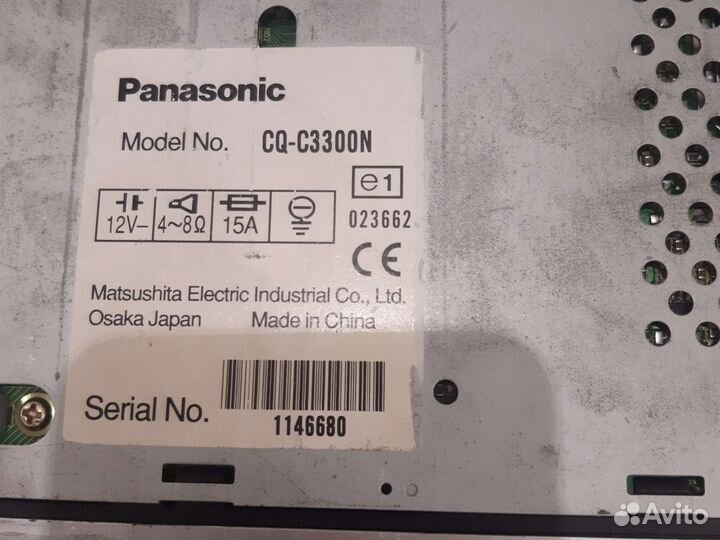 Panasonic
Model No. CQ-C3300N
e1
12V⎓ 4~8Ω 15A
023662
CE
Matsushita Electric Industrial Co., Ltd.
Osaka Japan Made in China
Serial No.
1146680
Avito